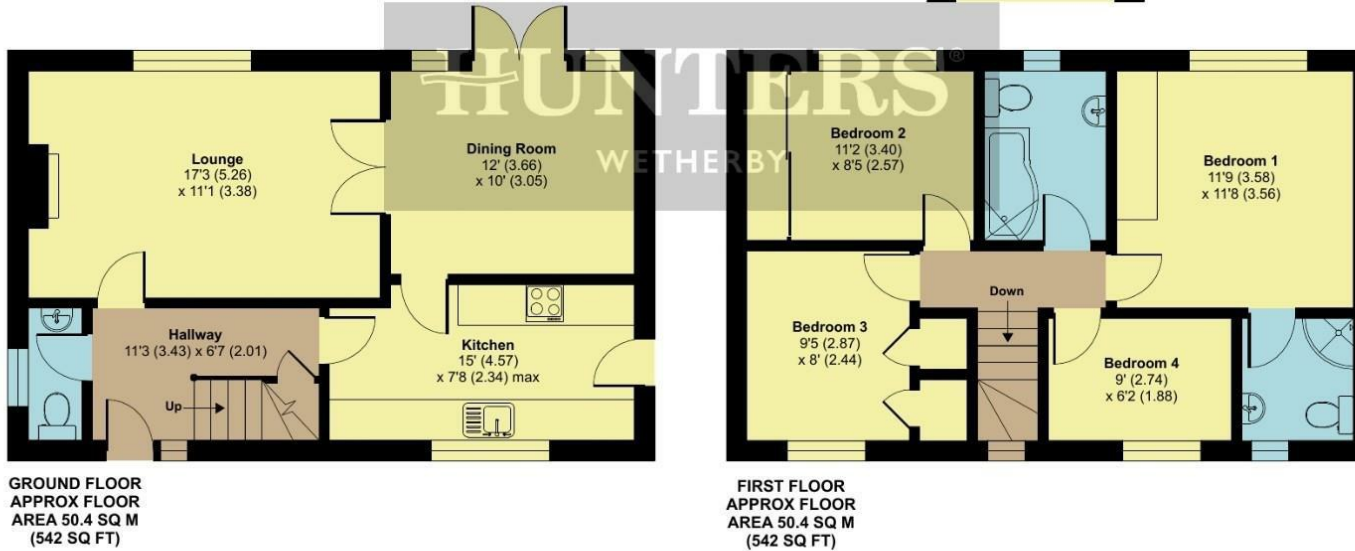 HUNTERS®
WETHERBY
Lounge
17'3 (5.26)
x 11'1 (3.38)
Dining Room
12' (3.66)
x 10' (3.05)
Hallway
11'3 (3.43) x 6'7 (2.01)
Up
Kitchen
15' (4.57)
x 7'8 (2.34) max
GROUND FLOOR
APPROX FLOOR
AREA 50.4 SQ M
(542 SQ FT)
Bedroom 2
11'2 (3.40)
x 8'5 (2.57)
Bedroom 1
11'9 (3.58)
x 11'8 (3.56)
Down
Bedroom 3
9'5 (2.87)
x 8' (2.44)
Bedroom 4
9' (2.74)
x 6'2 (1.88)
FIRST FLOOR
APPROX FLOOR
AREA 50.4 SQ M
(542 SQ FT)